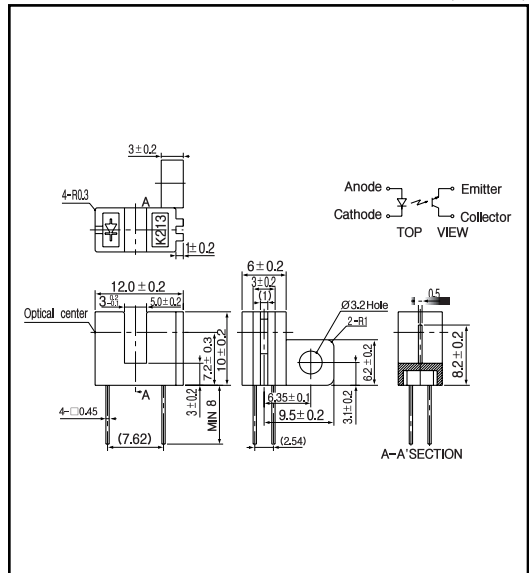 3±0.2
4-R0.3
A
K213
1±0.2
Anode
Emitter
Cathode
Collector
TOP VIEW
12.0±0.2
3 +0.2 -0.1
5.0±0.2
Optical center
7.2±0.3
10±0.2
3±0.2
A
4-□0.45
MIN 8
(7.62)
6±0.2
3±0.2
(1)
Ø3.2 Hole
2-R1
6.2±0.2
3.1±0.2
6.35±0.1
9.5±0.2
(2.54)
0.5
8.2±0.2
A-A'SECTION